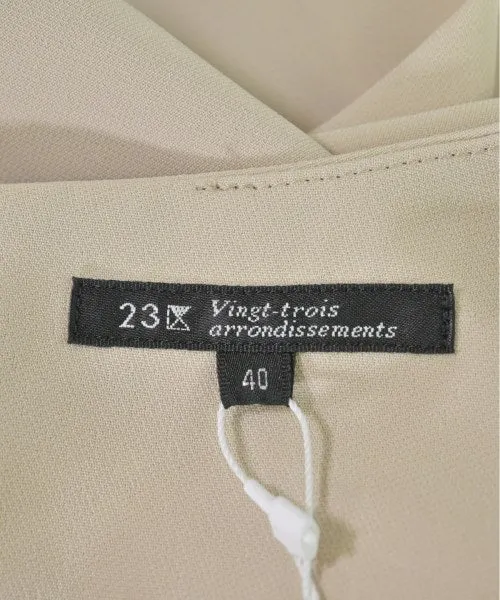 23区 Vingt-trois
arrondissements
40